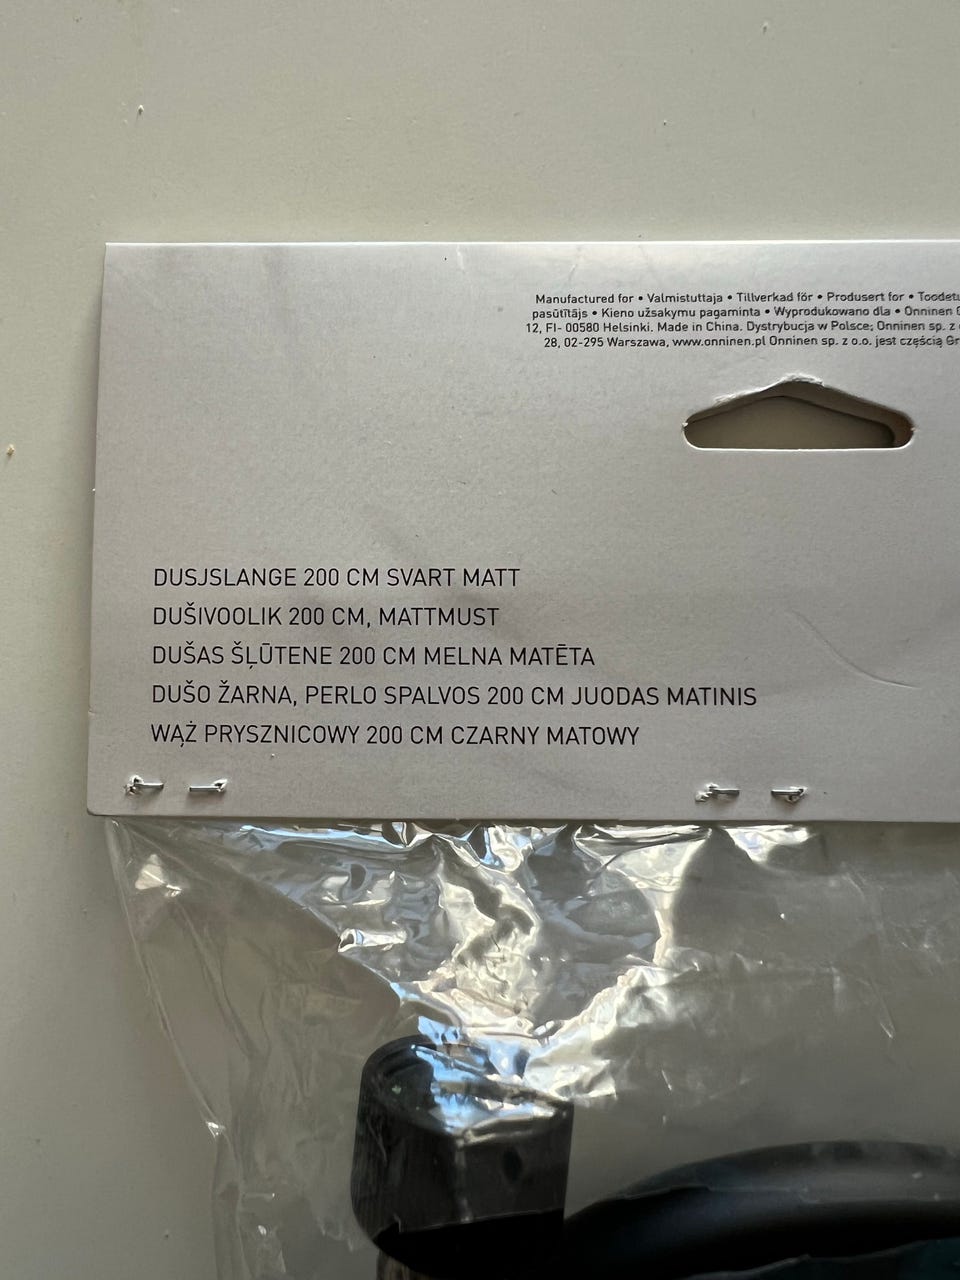 Manufactured for • Valmistuttaja • Tillverkad för • Produsert for •
pasūtītājs • Kieno užsakymu pagaminta • Wyprodukowano dla • Onninen
12, FI- 00580 Helsinki. Made in China. Dystrybucja w Polsce; Onninen sp. z
28, 02-295 Warszawa, www.onninen.pl Onninen sp. z o.o. jest częścią
DUSJSLANGE 200 CM SVART MATT
DUŠIVOOLIK 200 CM, MATTMUST
DUŠAS ŠĻŪTENE 200 CM MELNA MATĒTA
DUŠO ŽARNA, PERLO SPALVOS 200 CM JUODAS MATINIS
WĄŻ PRYSZNICOWY 200 CM CZARNY MATOWY